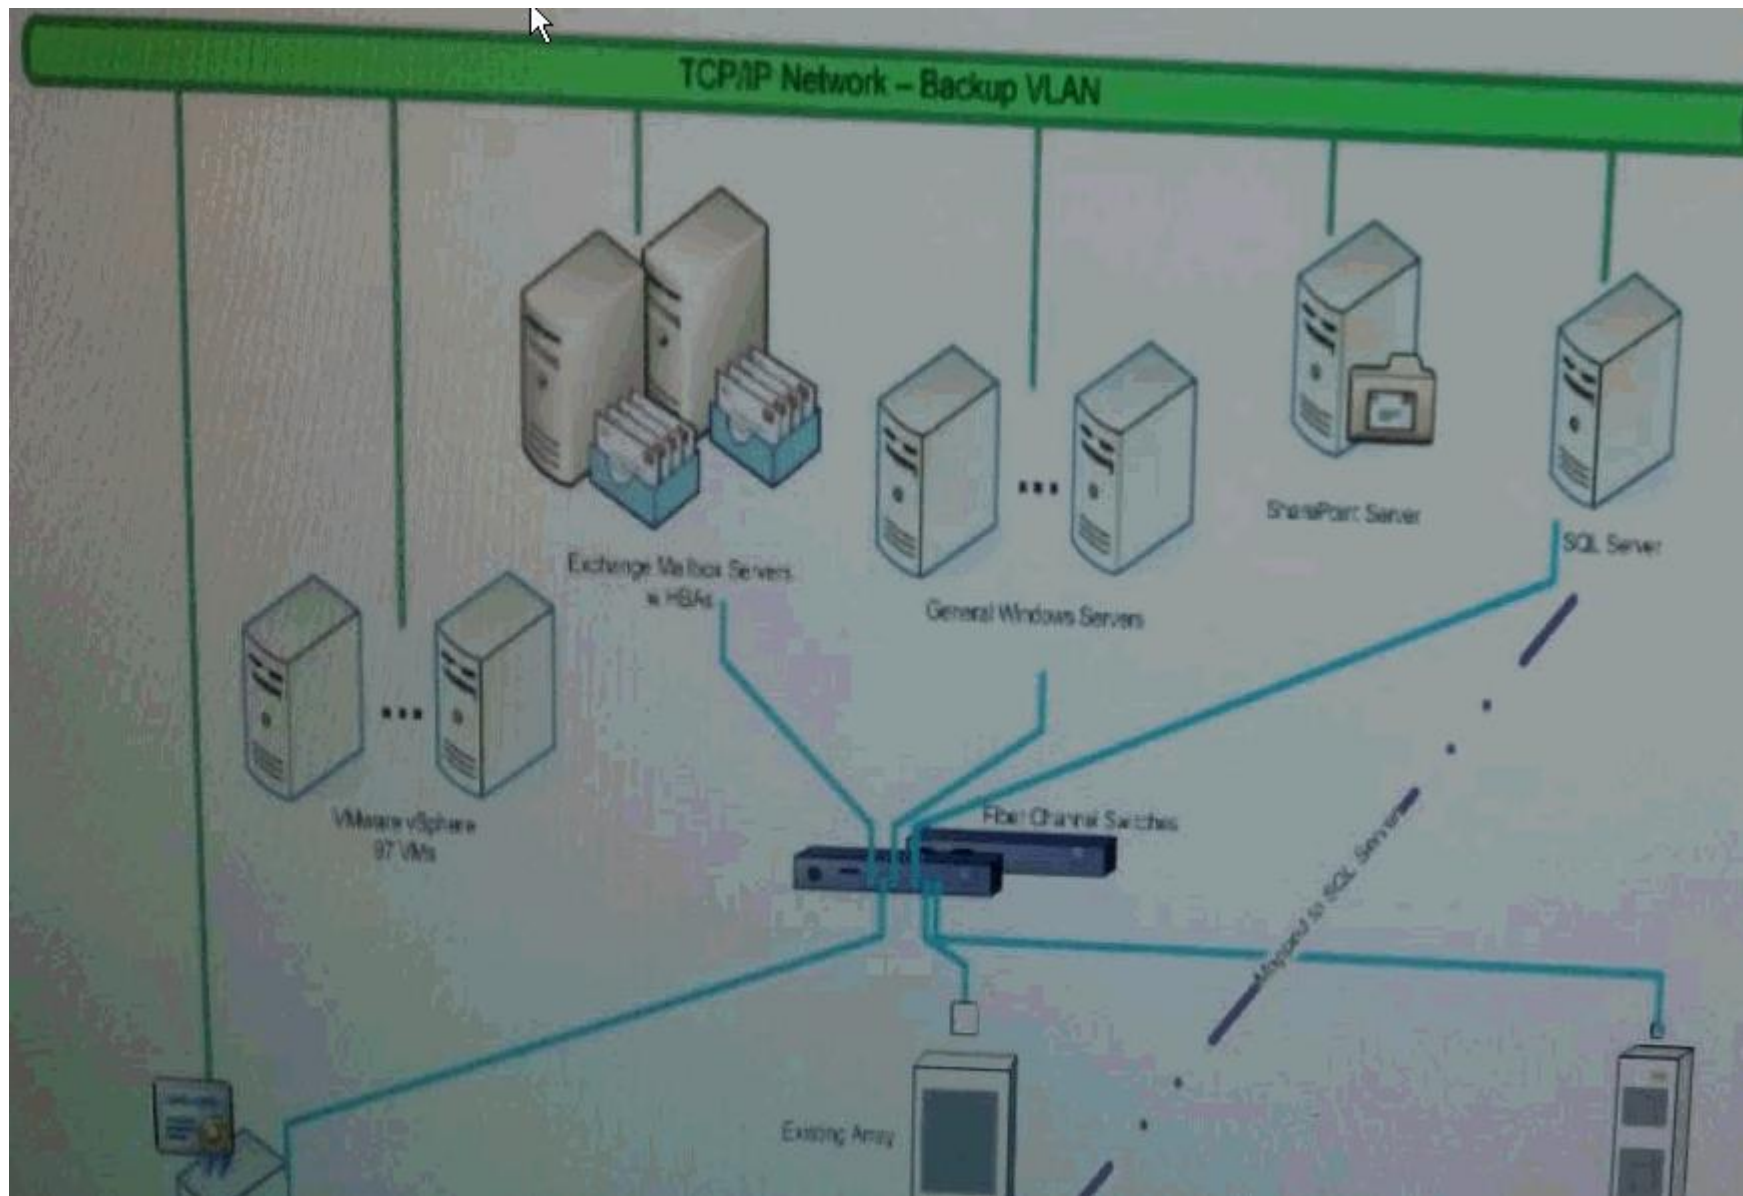 TCP/IP Network – Backup VLAN
Exchange Mailbox Servers
w HBAs
General Windows Servers
SharePoint Server
SQL Server
VMware vSphere
97 VMs
Fiber Channel Switches
Mapped to SQL Server
Existing Array